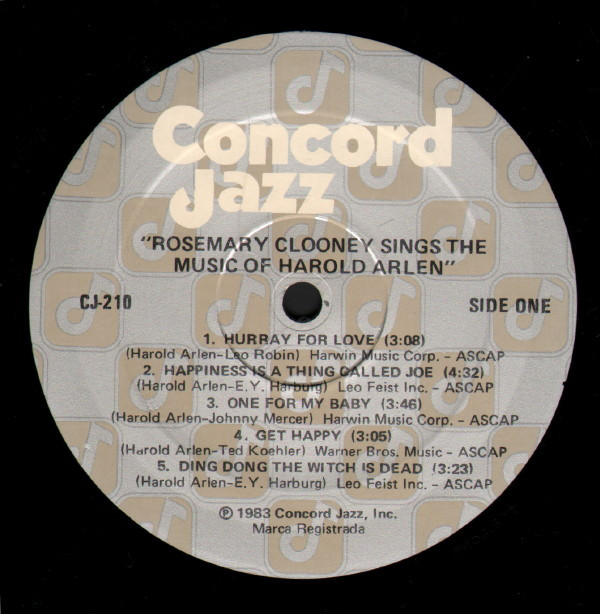 Concord
Jazz
"ROSEMARY CLOONEY SINGS THE
MUSIC OF HAROLD ARLEN"
CJ-210 SIDE ONE
1. HURRAY FOR LOVE (3:08)
(Harold Arlen-Leo Robin) Harwin Music Corp. - ASCAP
2. HAPPINESS IS A THING CALLED JOE (4:32)
(Harold Arlen-E.Y. Harburg) Leo Feist Inc. - ASCAP
3. ONE FOR MY BABY (3:46)
(Harold Arlen-Johnny Mercer) Harwin Music Corp. - ASCAP
4. GET HAPPY (3:05)
(Harold Arlen-Ted Koehler) Warner Bros. Music - ASCAP
5. DING DONG THE WITCH IS DEAD (3:23)
(Harold Arlen-E.Y. Harburg) Leo Feist Inc. - ASCAP
℗ 1983 Concord Jazz, Inc.
Marca Registrada